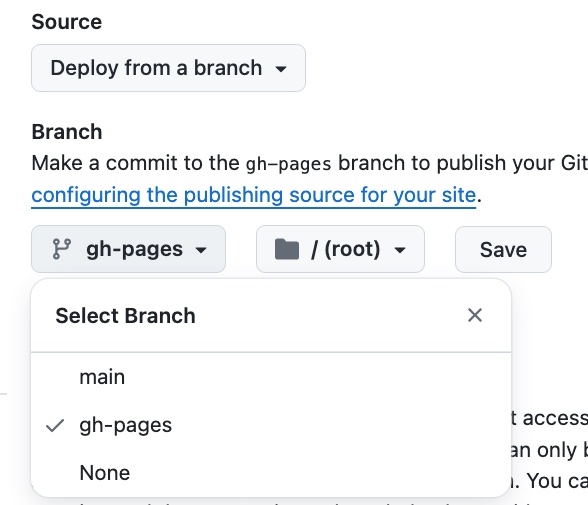 Source
Deploy from a branch
Branch
Make a commit to the gh-pages branch to publish your Git
configuring the publishing source for your site.
gh-pages
/ (root)
Save
Select Branch
main
gh-pages
None
t access
an only b
. You ca